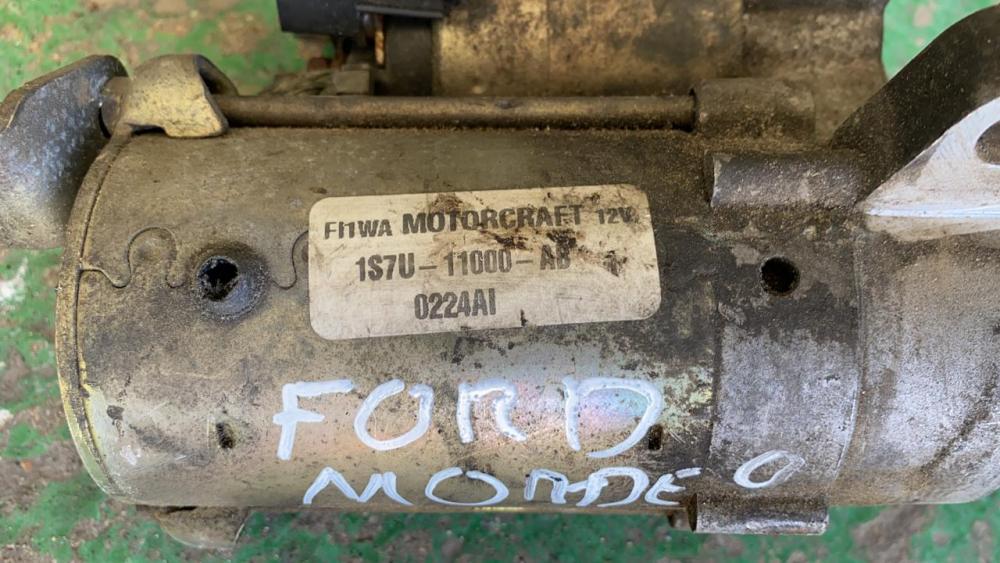 FI1WA MOTORCRAFT 12V
1S7U-11000-AB
0224AI
FORD
MONDEO